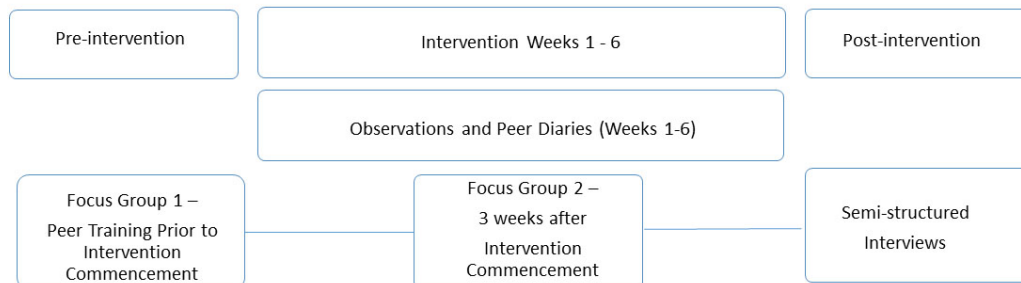 Pre-intervention
Intervention Weeks 1 - 6
Post-intervention
Observations and Peer Diaries (Weeks 1-6)
Focus Group 1 –
Peer Training Prior to
Intervention
Commencement
Focus Group 2 –
3 weeks after
Intervention
Commencement
Semi-structured
Interviews